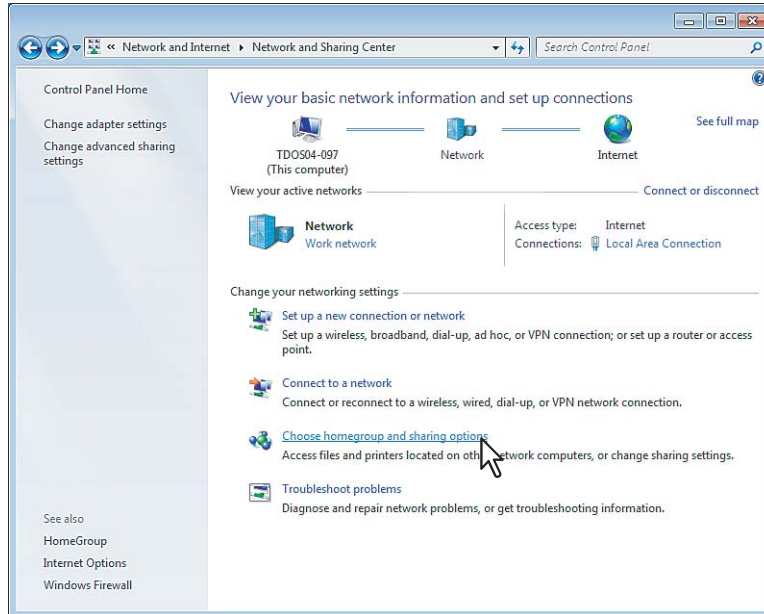 « Network and Internet ▸ Network and Sharing Center
Search Control Panel
Control Panel Home
Change adapter settings
Change advanced sharing
settings
See also
HomeGroup
Internet Options
Windows Firewall
View your basic network information and set up connections
See full map
TDOS04-097
(This computer)
Network
Internet
View your active networks
Connect or disconnect
Network
Work network
Access type: Internet
Connections: Local Area Connection
Change your networking settings
Set up a new connection or network
Set up a wireless, broadband, dial-up, ad hoc, or VPN connection; or set up a router or access
point.
Connect to a network
Connect or reconnect to a wireless, wired, dial-up, or VPN network connection.
Choose homegroup and sharing options
Access files and printers located on other network computers, or change sharing settings.
Troubleshoot problems
Diagnose and repair network problems, or get troubleshooting information.